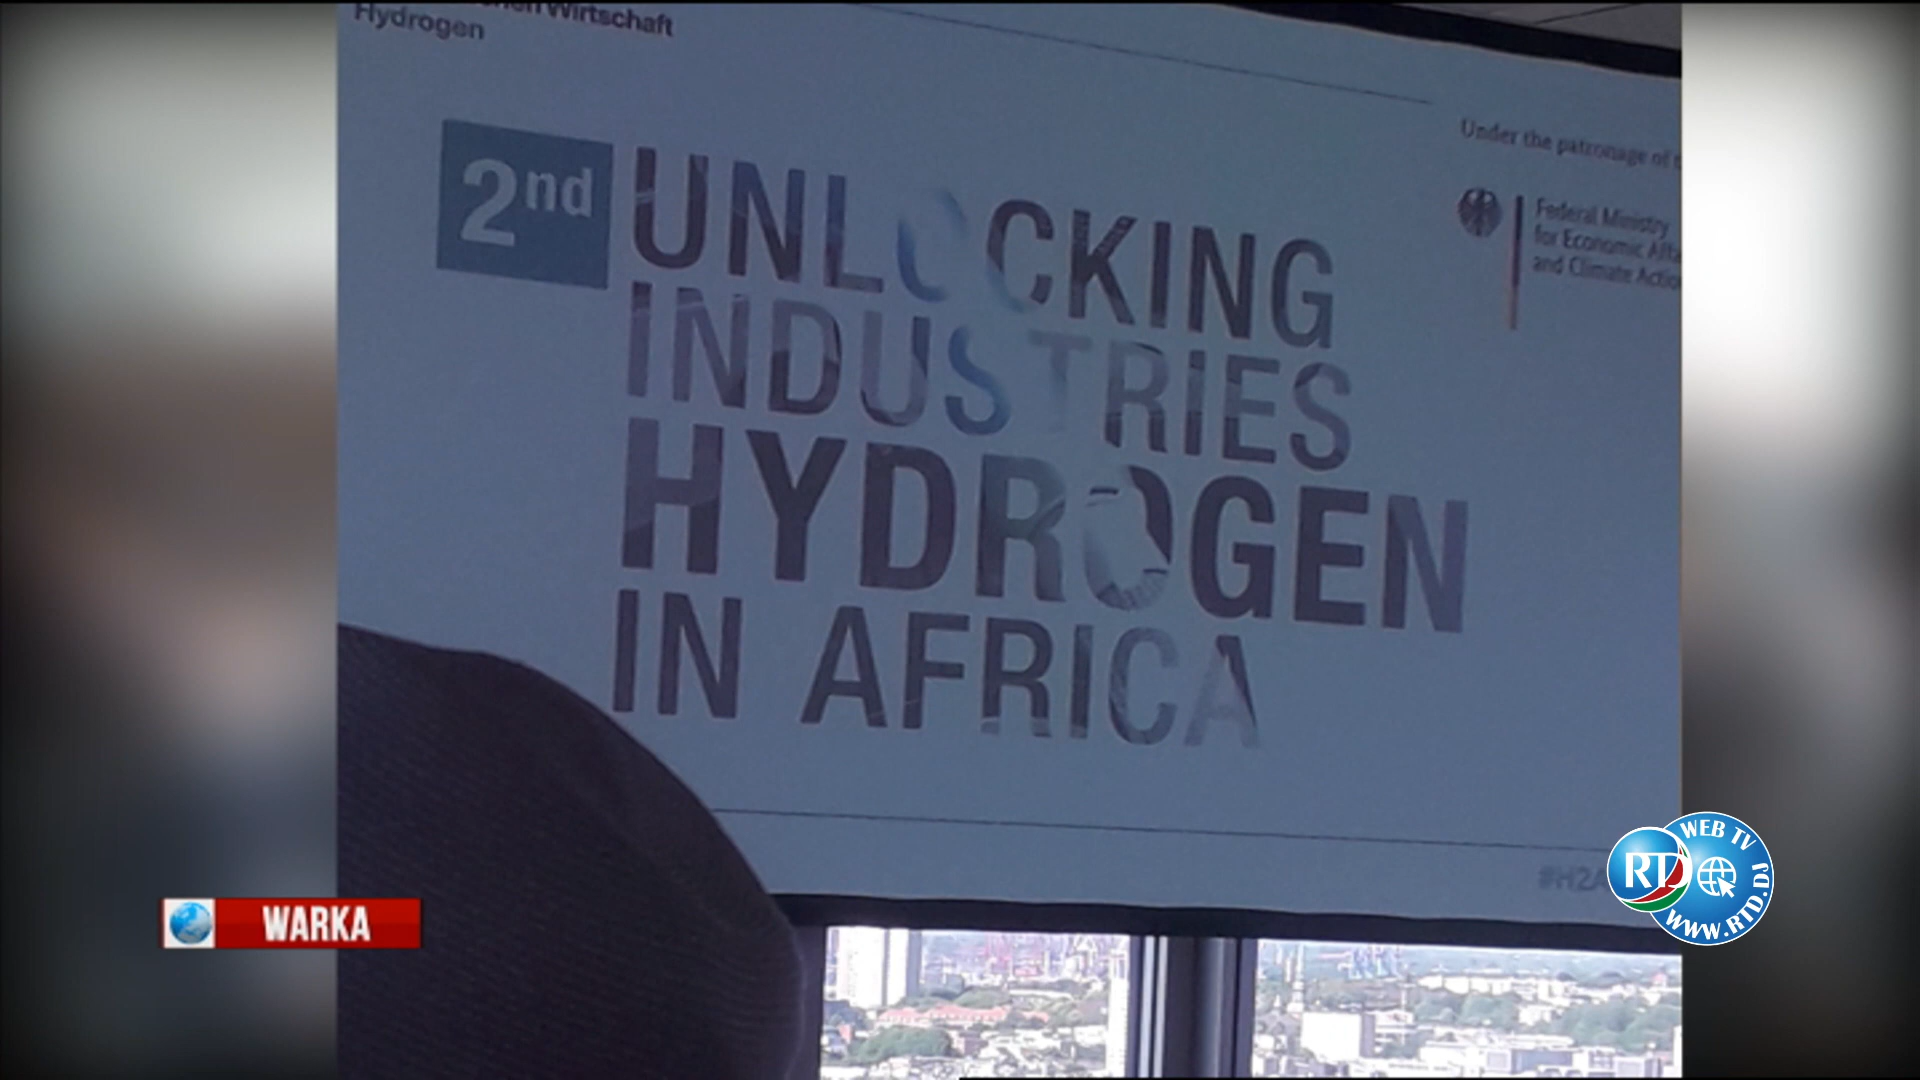 Wirtschaft
Hydrogen
Under the patronage of
Federal Ministry
for Economic
and Climate
2nd
UNLOCKING
INDUSTRIES
HYDROGEN
IN AFRICA
WARKA
WEB TV
RTD
WWW.RTD.DJ